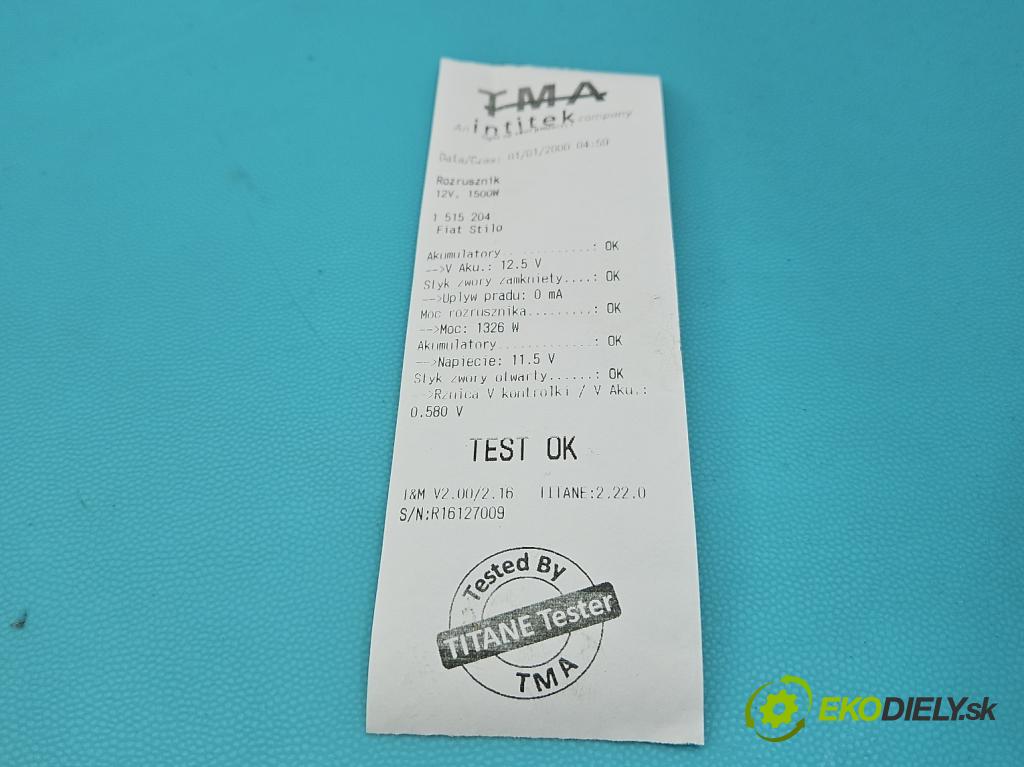 TMA
An intitek company
Data/Czas: 01/01/2000 04:59
Rozrusznik
12V, 1500W
1 515 204
Fiat Stilo
Akumulatory..............: OK
-->V Aku.: 12.5 V
Styk zwory zamkniety....: OK
-->Uplyw pradu: 0 mA
Moc rozrusznika.........: OK
-->Moc: 1326 W
Akumulatory.............: OK
-->Napiecie: 11.5 V
Styk zwory otwarty......: OK
-->Rznica V kontrolki / V Aku.:
0.580 V
TEST OK
T&M V2.00/2.16 TITANE:2.22.0
S/N:R16127009
Tested By
TITANE Tester
TMA
EKODIELY.sk